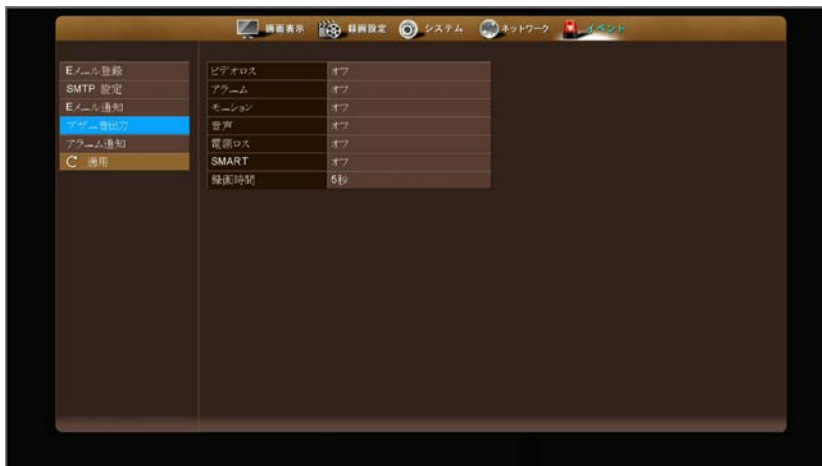 画面表示 録画設定 システム ネットワーク イベント
Eメール登録
SMTP 設定
Eメール通知
ブザー音出力
アラーム通知
適用
ビデオロス オフ
アラーム オフ
モーション オフ
音声 オフ
電源ロス オフ
SMART オフ
録画時間 5秒